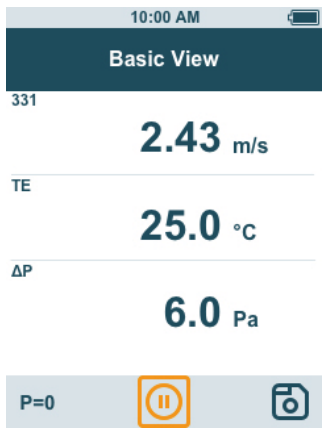 10:00 AM
Basic View
331
2.43 m/s
TE
25.0 °C
ΔP
6.0 Pa
P=0